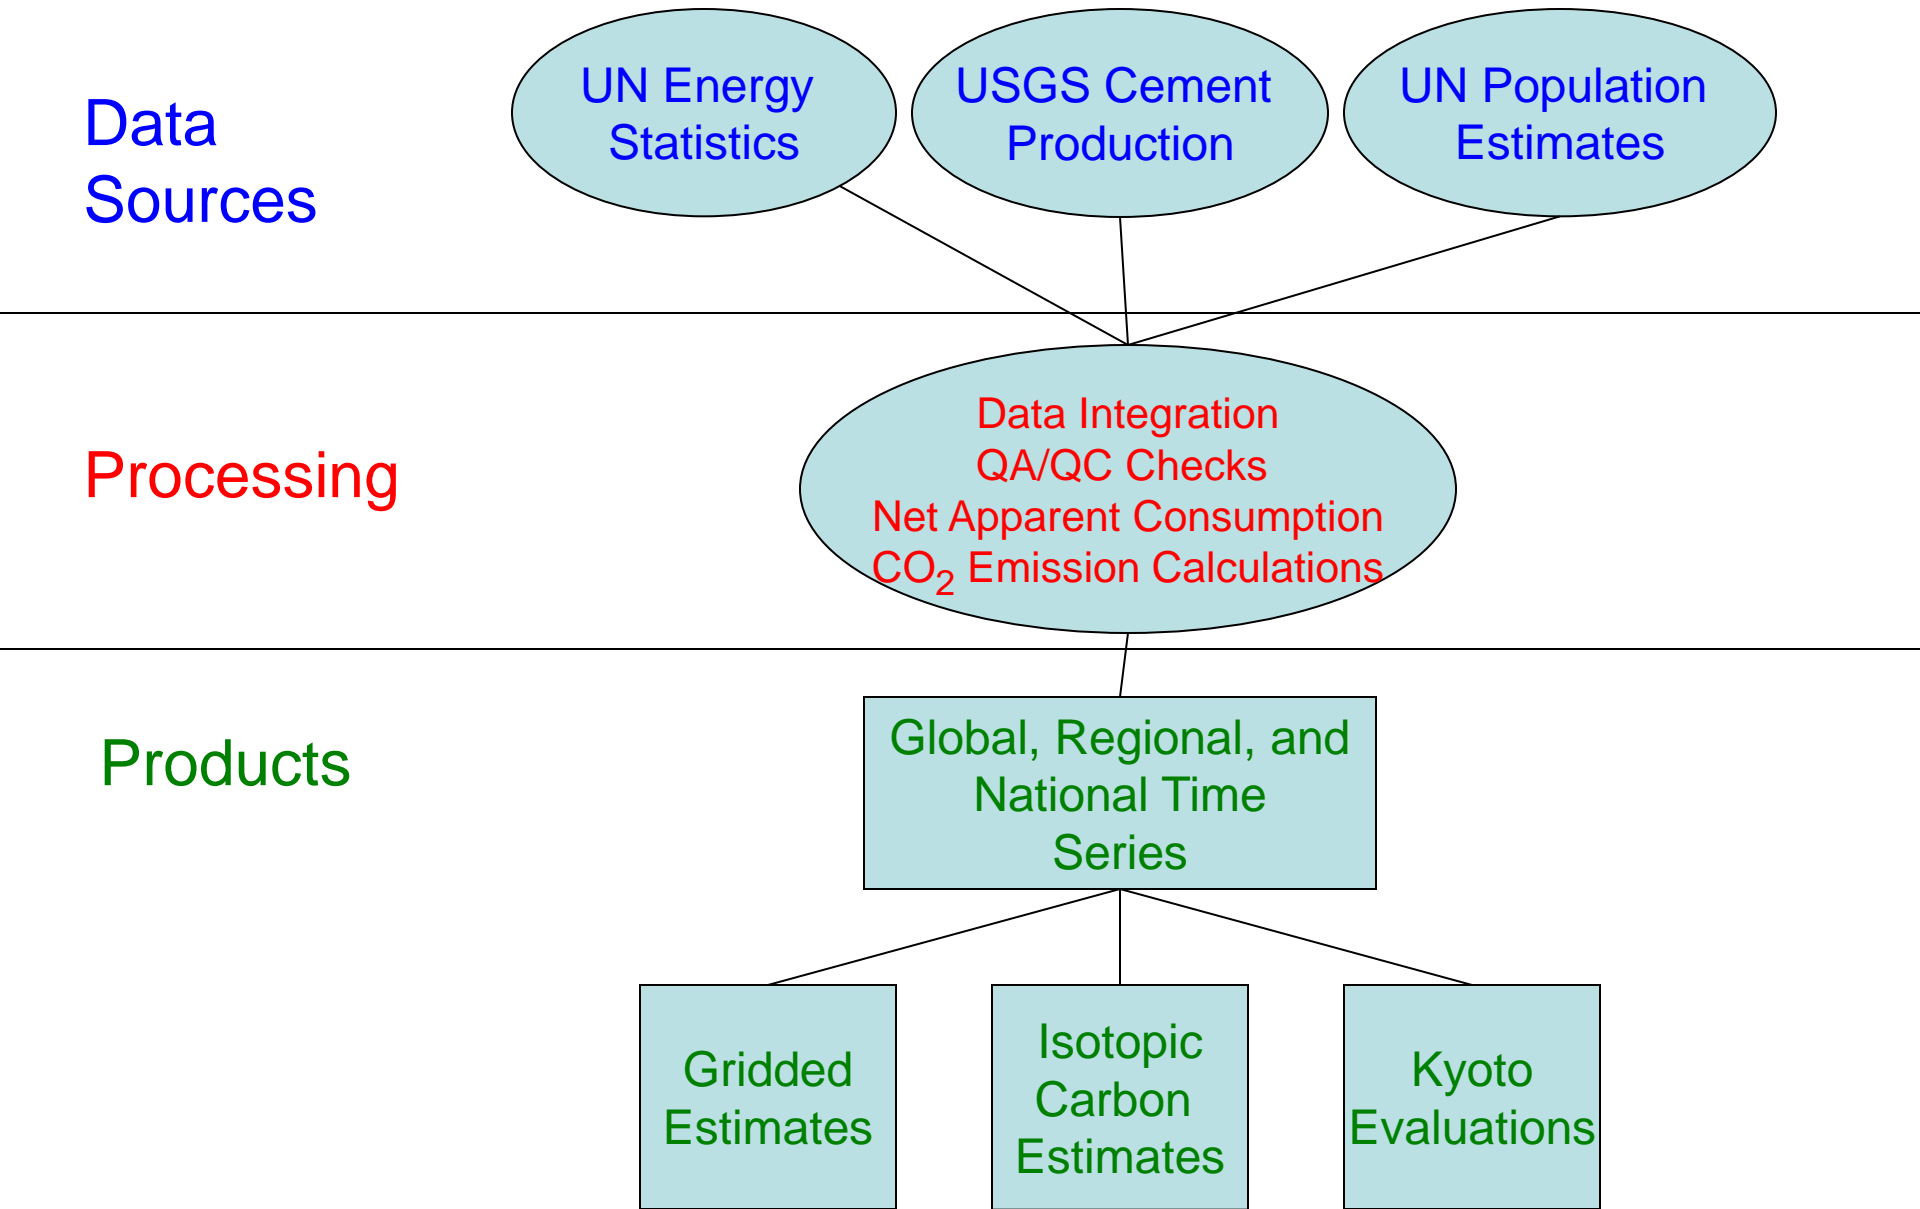 Data
Sources
UN Energy
Statistics
USGS Cement
Production
UN Population
Estimates
Processing
Data Integration
QA/QC Checks
Net Apparent Consumption
CO₂ Emission Calculations
Products
Global, Regional, and
National Time
Series
Gridded
Estimates
Isotopic
Carbon
Estimates
Kyoto
Evaluations